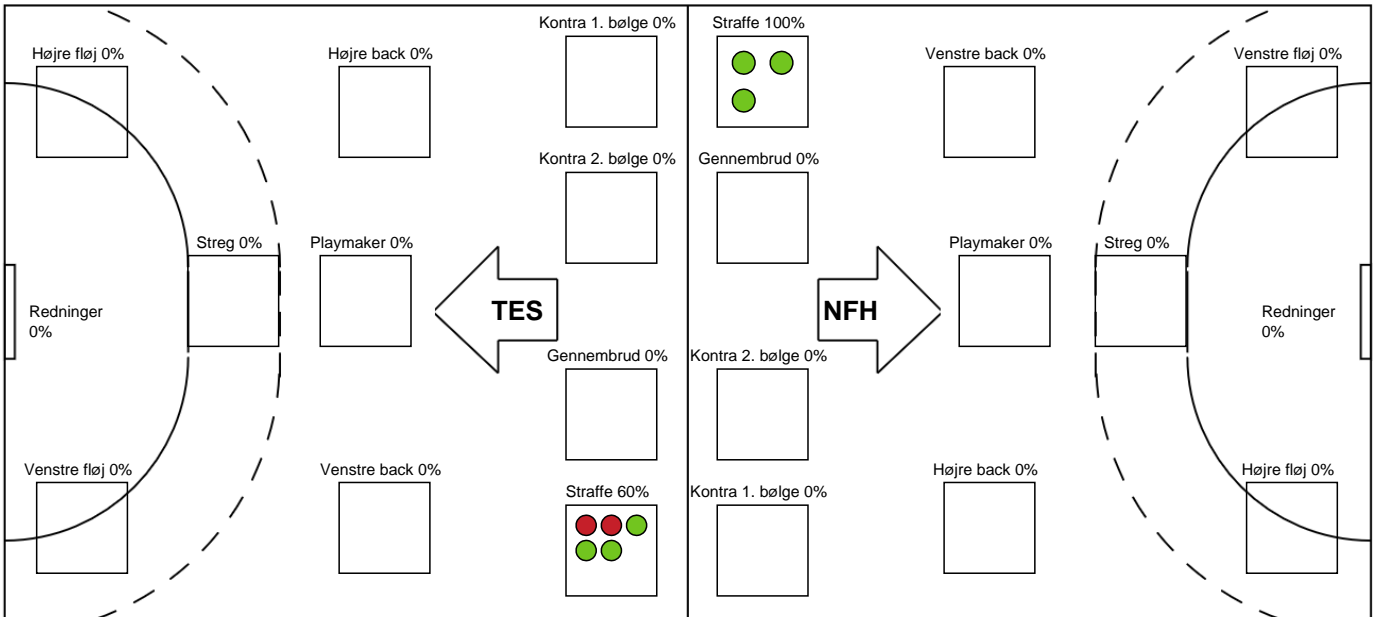 Kontra 1. bølge 0%
Straffe 100%
Højre fløj 0%
Højre back 0%
Venstre back 0%
Venstre fløj 0%
Kontra 2. bølge 0%
Gennembrud 0%
Streg 0%
Playmaker 0%
Playmaker 0%
Streg 0%
Redninger
0%
TES
NFH
Redninger
0%
Gennembrud 0%
Kontra 2. bølge 0%
Venstre fløj 0%
Venstre back 0%
Højre back 0%
Højre fløj 0%
Straffe 60%
Kontra 1. bølge 0%